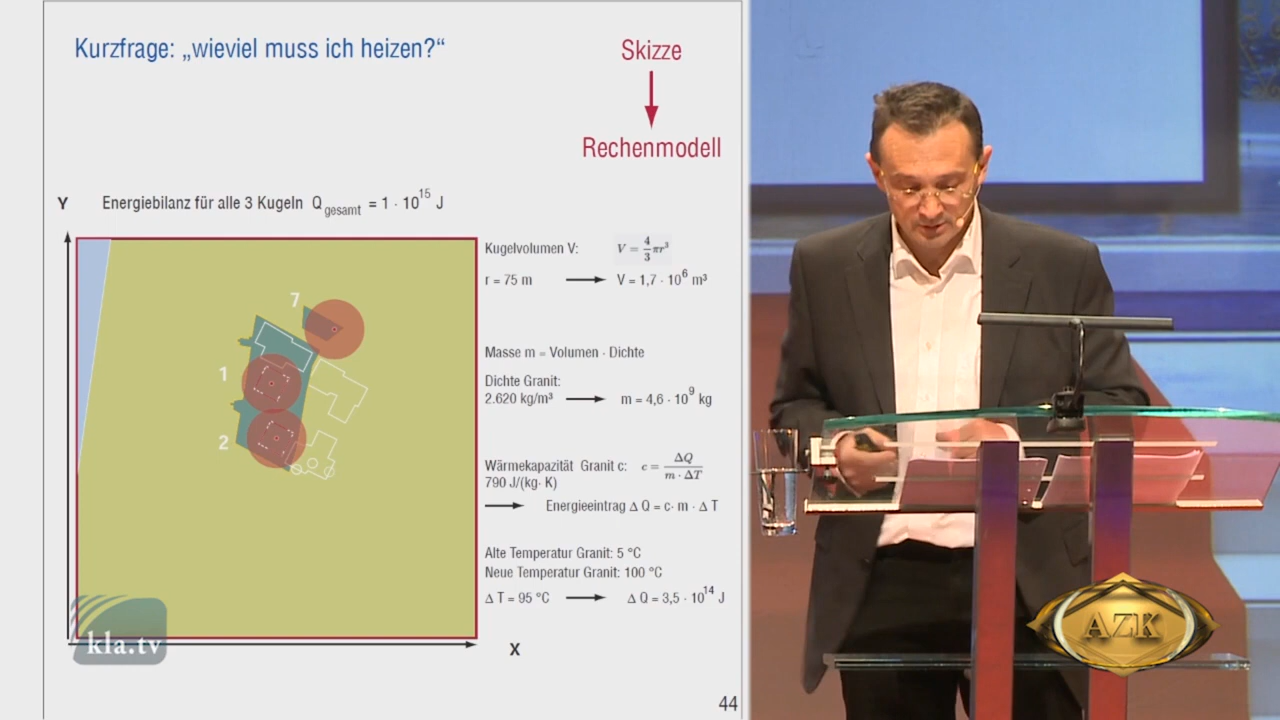 Kurzfrage: „wieviel muss ich heizen?“
Skizze
Rechenmodell
Energiebilanz für alle 3 Kugeln Q gesamt = 1 · 10^15 J
Y
Kugelvolumen V: V = 4/3 πr³
r = 75 m → V = 1,7 · 10^6 m³
7
1
2
Masse m = Volumen · Dichte
Dichte Granit:
2.620 kg/m³ → m = 4,6 · 10^9 kg
Wärmekapazität Granit c: c = ΔQ / m · ΔT
790 J/(kg· K)
→ Energieeintrag Δ Q = c· m · Δ T
Alte Temperatur Granit: 5 °C
Neue Temperatur Granit: 100 °C
Δ T = 95 °C → Δ Q = 3,5 · 10^14 J
X
44
kla.tv
AZK